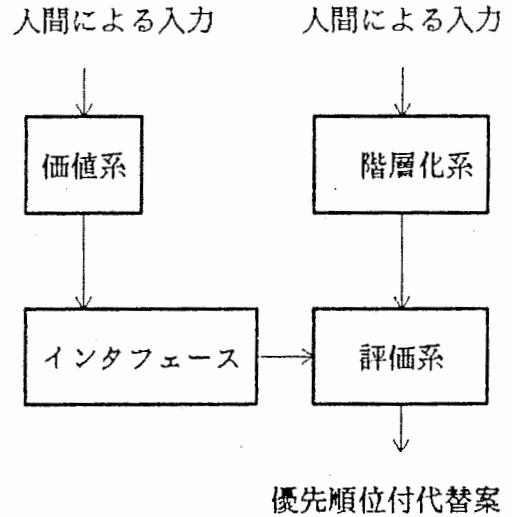 人間による入力
人間による入力
価値系
階層化系
インタフェース
評価系
優先順位付代替案